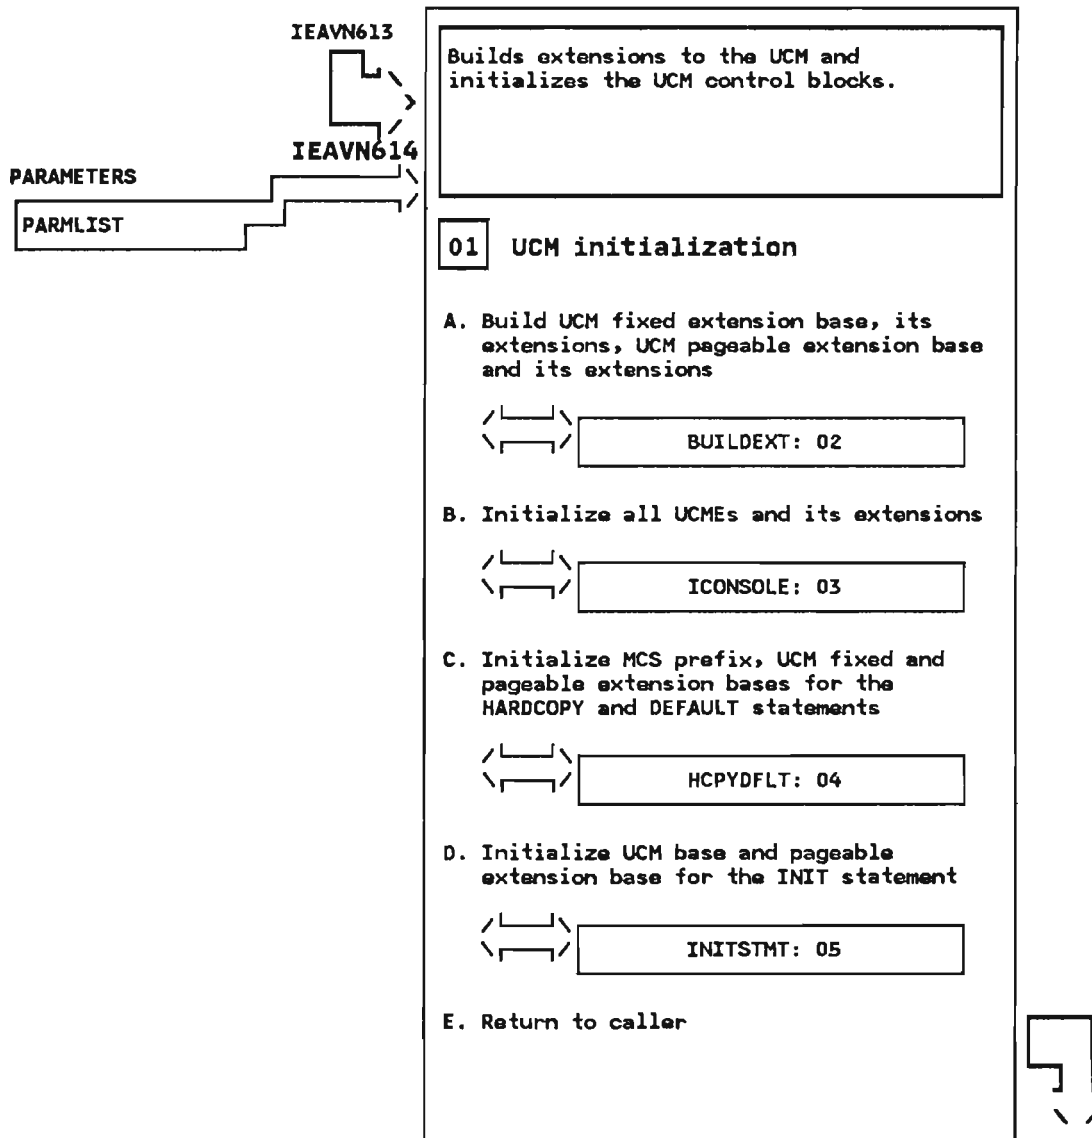 IEAVN613
Builds extensions to the UCM and
initializes the UCM control blocks.
IEAVN614
PARAMETERS
PARMLIST
01 UCM initialization
A. Build UCM fixed extension base, its
extensions, UCM pageable extension base
and its extensions
BUILDEXT: 02
B. Initialize all UCMEs and its extensions
ICONSOLE: 03
C. Initialize MCS prefix, UCM fixed and
pageable extension bases for the
HARDCOPY and DEFAULT statements
HCPYDFLT: 04
D. Initialize UCM base and pageable
extension base for the INIT statement
INITSTMT: 05
E. Return to caller